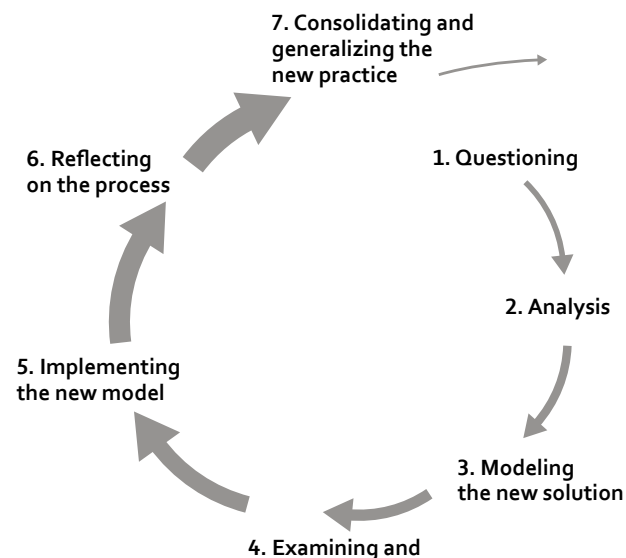 7. Consolidating and
generalizing the
new practice
1. Questioning
6. Reflecting
on the process
2. Analysis
5. Implementing
the new model
3. Modeling
the new solution
4. Examining and